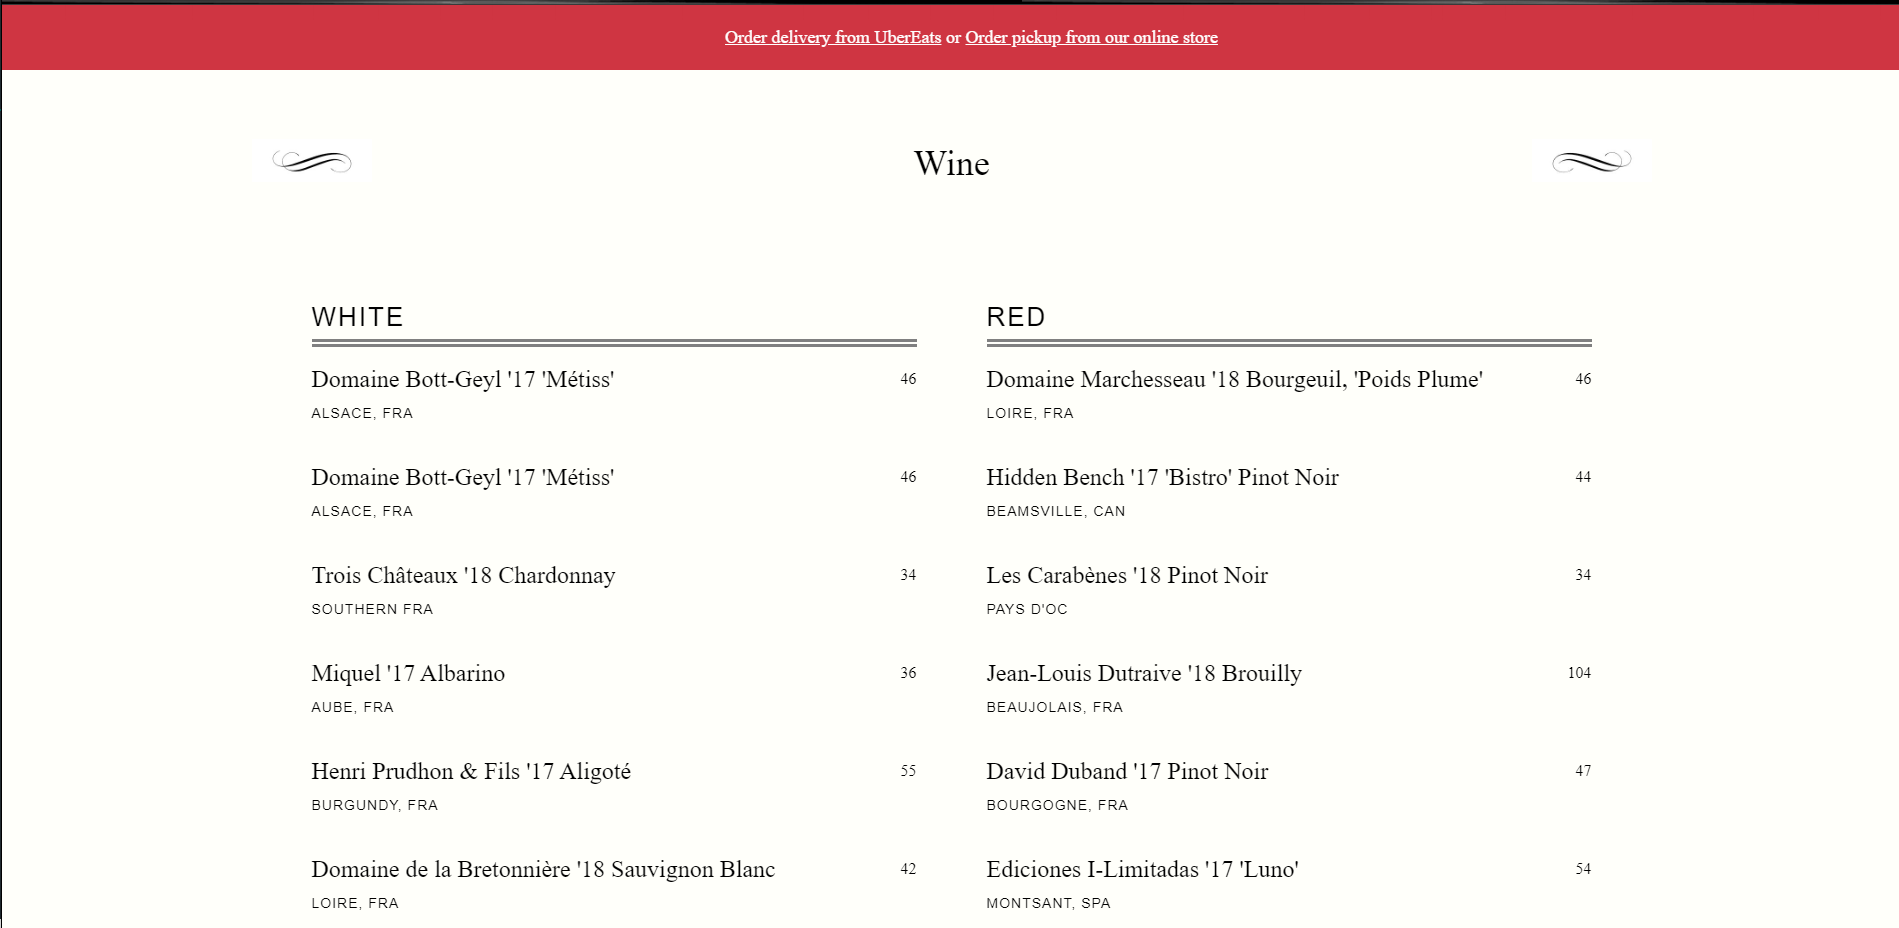 Order delivery from UberEats or Order pickup from our online store
Wine
WHITE
Domaine Bott-Geyl '17 'Métiss' 46
ALSACE, FRA
Domaine Bott-Geyl '17 'Métiss' 46
ALSACE, FRA
Trois Châteaux '18 Chardonnay 34
SOUTHERN FRA
Miquel '17 Albarino 36
AUBE, FRA
Henri Prudhon & Fils '17 Aligoté 55
BURGUNDY, FRA
Domaine de la Bretonnière '18 Sauvignon Blanc 42
LOIRE, FRA
RED
Domaine Marchesseau '18 Bourgeuil, 'Poids Plume' 46
LOIRE, FRA
Hidden Bench '17 'Bistro' Pinot Noir 44
BEAMSVILLE, CAN
Les Carabènes '18 Pinot Noir 34
PAYS D'OC
Jean-Louis Dutraive '18 Brouilly 104
BEAUJOLAIS, FRA
David Duband '17 Pinot Noir 47
BOURGOGNE, FRA
Ediciones I-Limitadas '17 'Luno' 54
MONTSANT, SPA